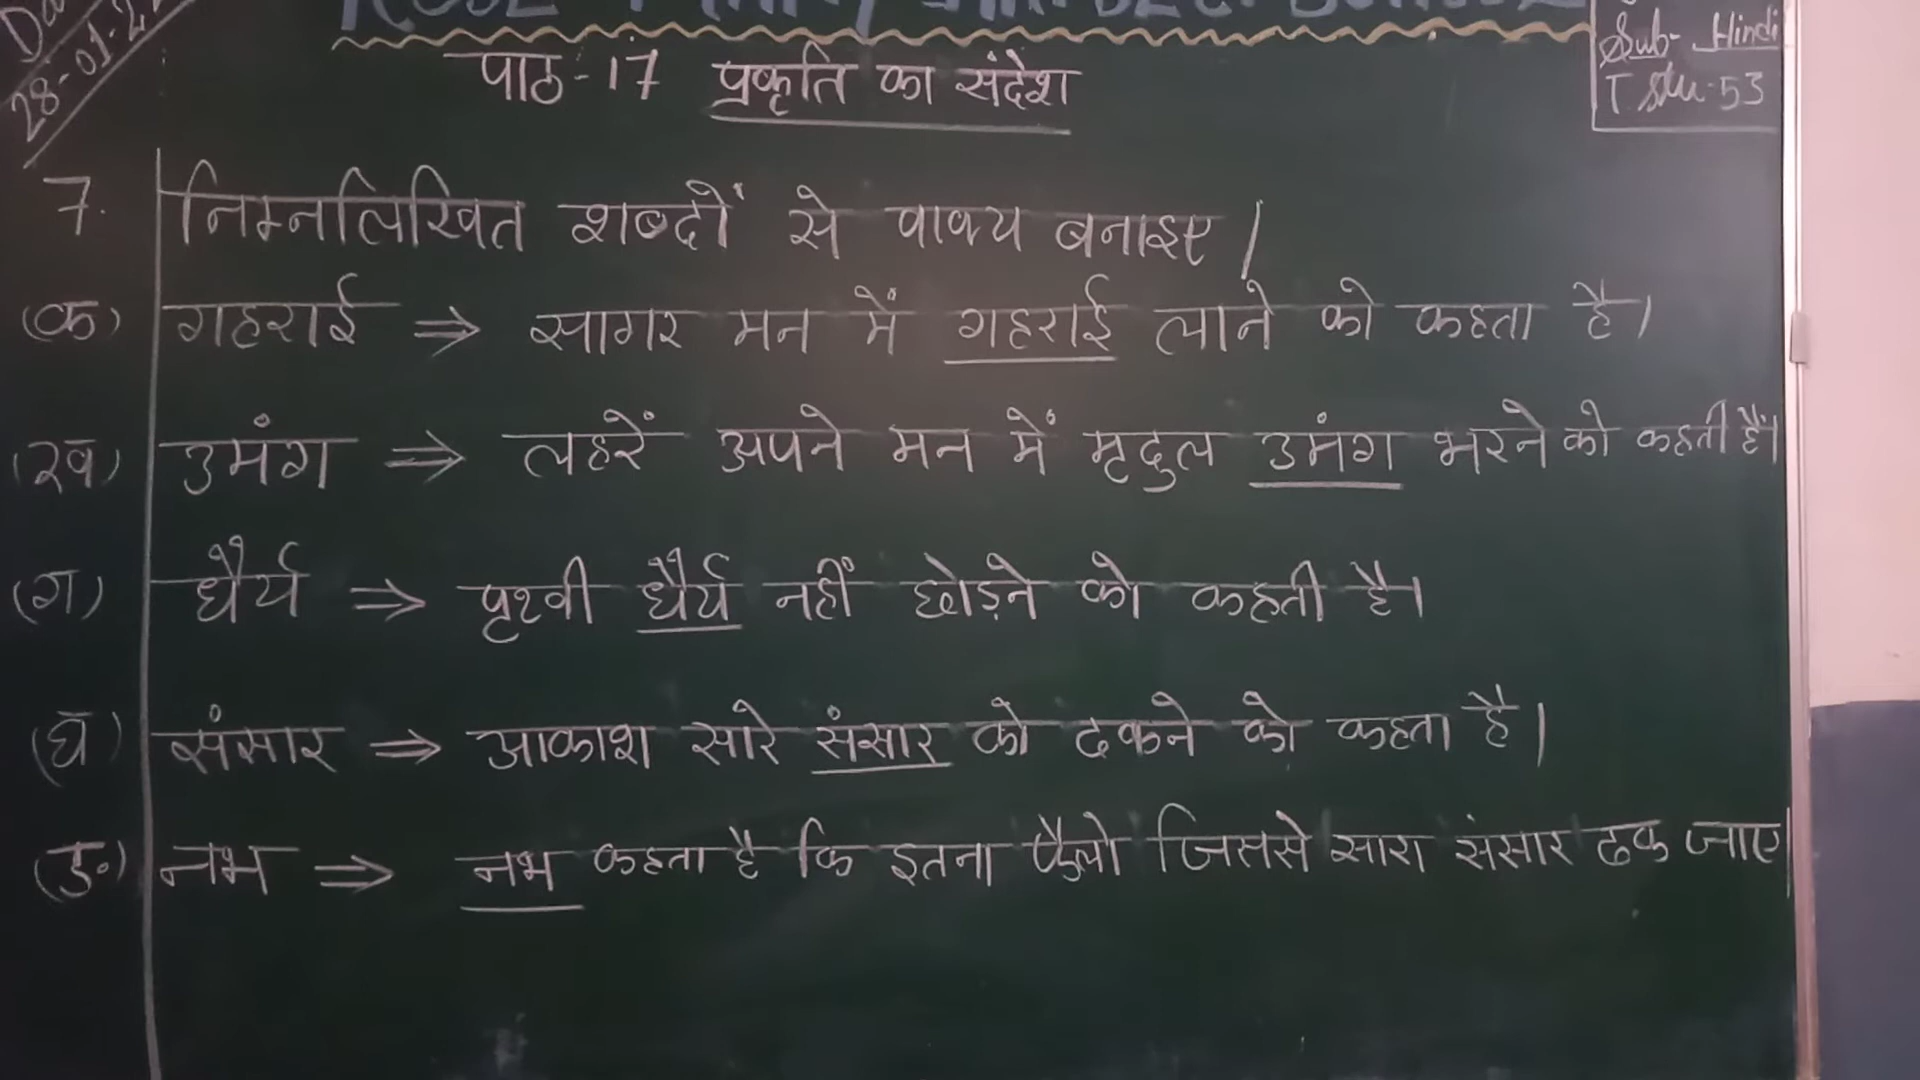 28-01-2
Sub- Hindi
T. Stu-53
पाठ-17 प्रकृति का संदेश
7. निम्नलिखित शब्दों से वाक्य बनाइए।
(क) गहराई ⇒ सागर मन में गहराई लाने को कहता है।
(ख) उमंग ⇒ लहरें अपने मन में मृदुल उमंग भरने को कहती हैं।
(ग) धैर्य ⇒ पृथ्वी धैर्य नहीं छोड़ने को कहती है।
(घ) संसार ⇒ आकाश सारे संसार को ढकने को कहता है।
(ङ) नभ ⇒ नभ कहता है कि इतना फैलो जिससे सारा संसार ढक जाए।